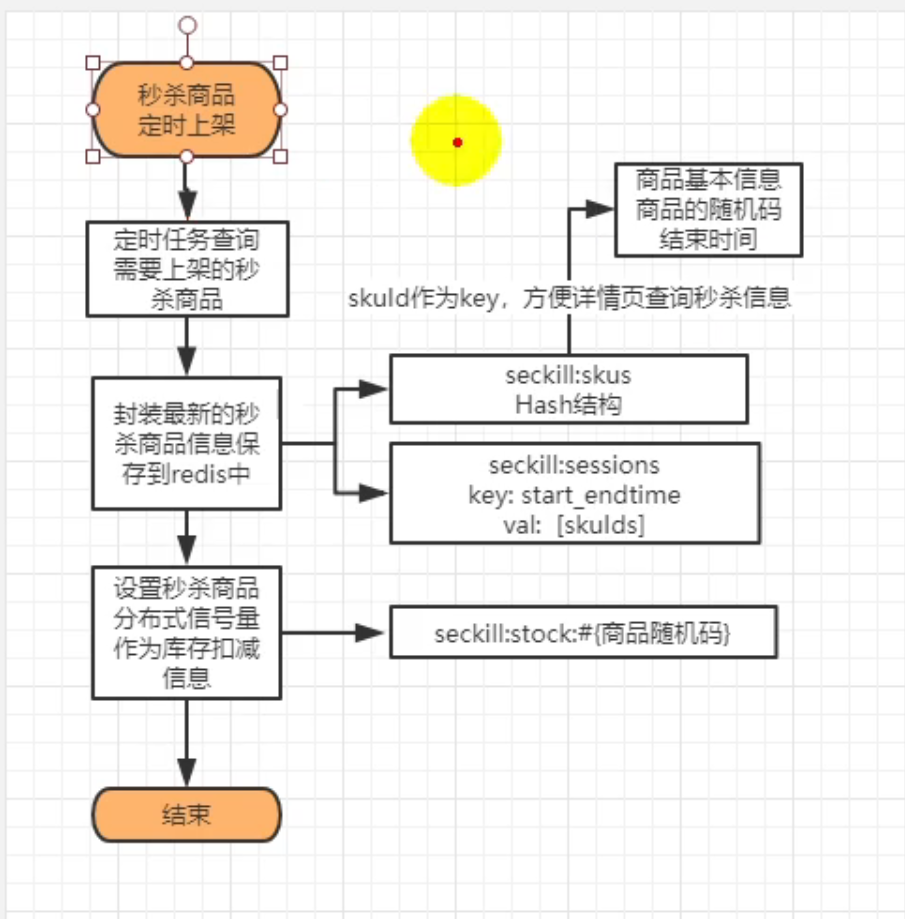 秒杀商品
定时上架
定时任务查询
需要上架的秒
杀商品
商品基本信息
商品的随机码
结束时间
skuId作为key，方便详情页查询秒杀信息
封装最新的秒
杀商品信息保
存到redis中
seckill:skus
Hash结构
seckill:sessions
key: start_endtime
val: [skuIds]
设置秒杀商品
分布式信号量
作为库存扣减
信息
seckill:stock:#{商品随机码}
结束